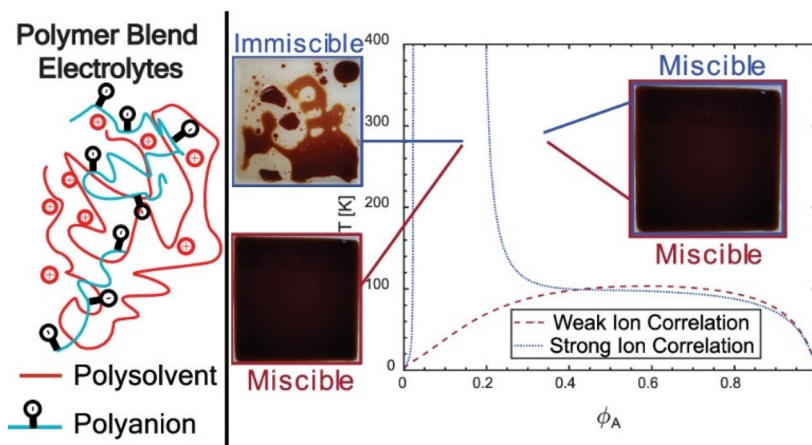 Polymer Blend
Electrolytes
Polysolvent
Polyanion
Immiscible
Miscible
Miscible
Miscible
T [K]
400
300
200
100
0
0
0.2
0.4
0.6
0.8
ϕA
Weak Ion Correlation
Strong Ion Correlation